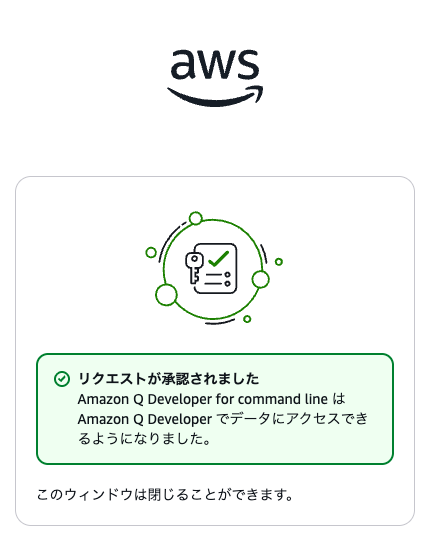 aws
リクエストが承認されました
Amazon Q Developer for command line は
Amazon Q Developer でデータにアクセスでき
るようになりました。
このウィンドウは閉じることができます。